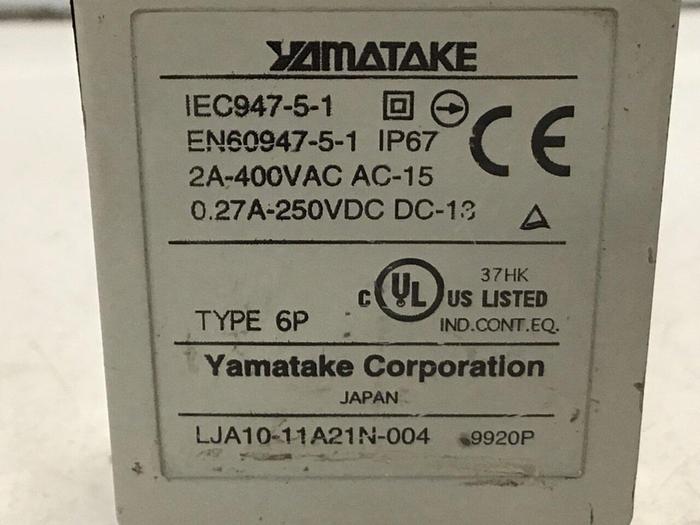 YAMATAKE
IEC947-5-1
EN60947-5-1 IP67
CE
2A-400VAC AC-15
0.27A-250VDC DC-13
37HK
C UL US LISTED
TYPE 6P
IND.CONT.EQ.
Yamatake Corporation
JAPAN
LJA10-11A21N-004 9920P